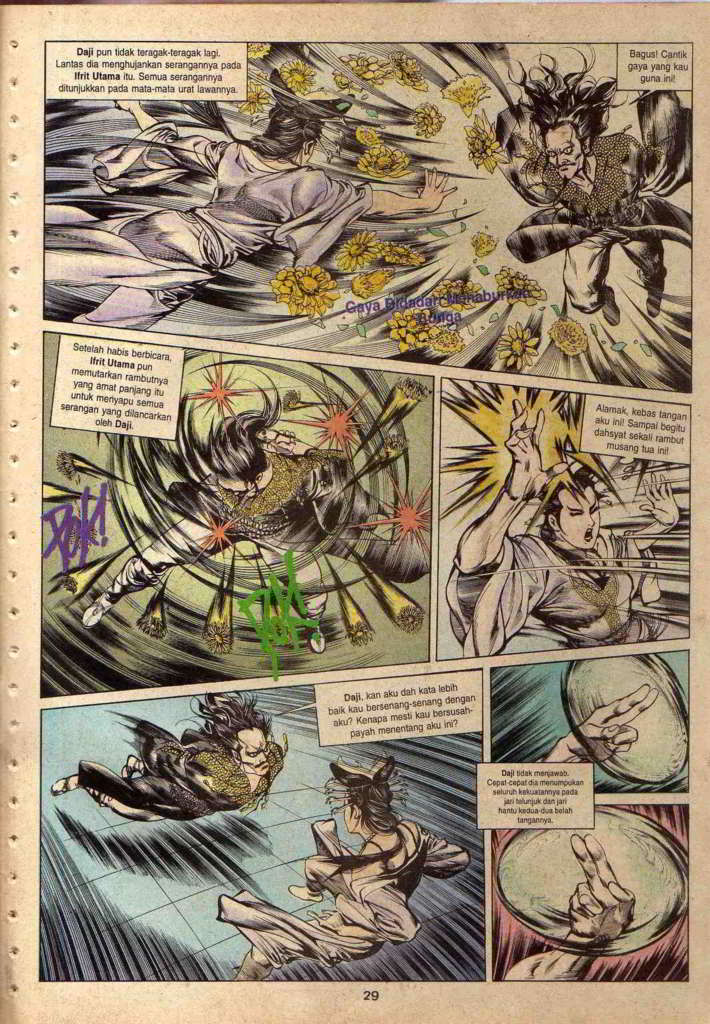 Daji pun tidak teragak-teragak lagi.
Lantas dia menghujankan serangannya pada
Ifrit Utama itu. Semua serangannya
ditunjukkan pada mata-mata urat lawannya.
Bagus! Cantik
gaya yang kau
guna ini!
Gaya Bidadari Menaburkan
Bunga
Setelah habis berbicara,
Ifrit Utama pun
memutarkan rambutnya
yang amat panjang itu
untuk menyapu semua
serangan yang dilancarkan
oleh Daji.
Alamak, kebas tangan
aku ini! Sampai begitu
dahsyat sekali rambut
musang tua ini!
Daji, kan aku dah kata lebih
baik kau bersenang-senang dengan
aku? Kenapa mesti kau bersusah-
payah menentang aku ini?
Daji tidak menjawab.
Cepat-cepat dia menumpukan
seluruh kekuatannya pada
jari telunjuk dan jari
hantu kedua-dua belah
tangannya.
29